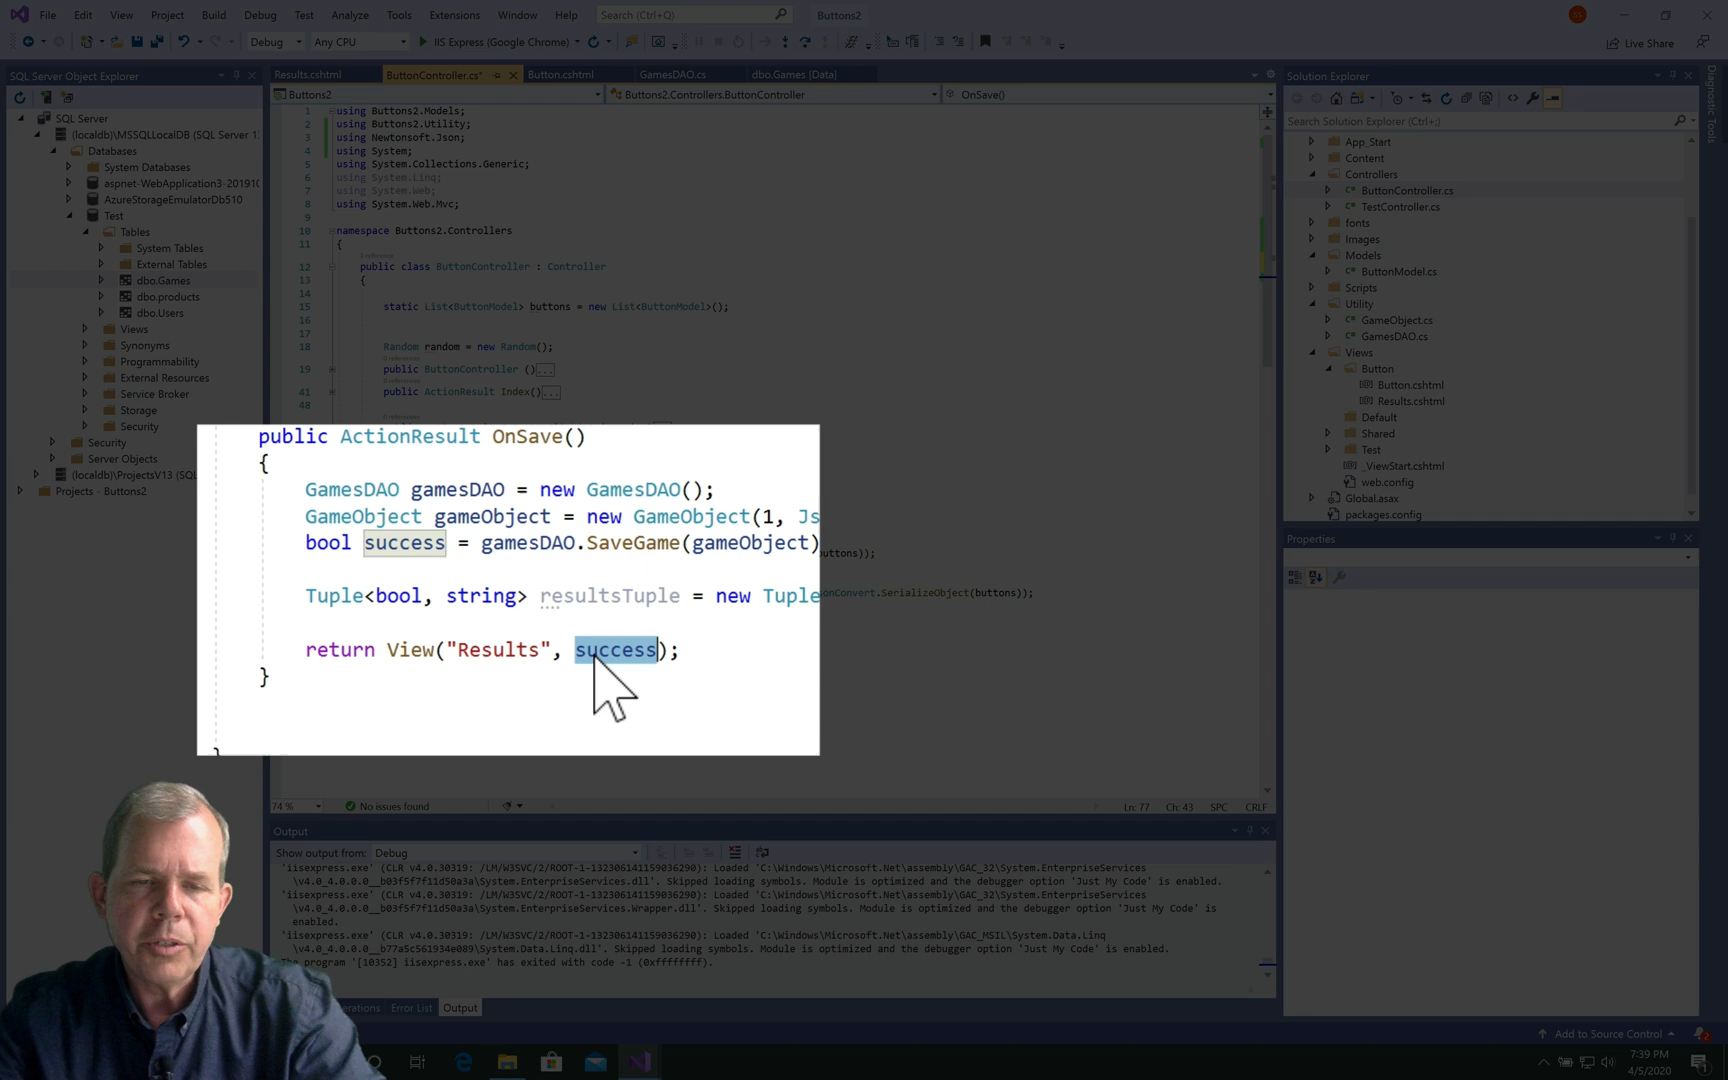 File Edit View Project Build Debug Test Analyze Tools Extensions Window Help Search (Ctrl+Q) Buttons2 SS
Debug Any CPU IIS Express (Google Chrome) Live Share
SQL Server Object Explorer
SQL Server
(localdb)\MSSQLLocalDB (SQL Server 1
Databases
System Databases
aspnet-WebApplication3-201910
AzureStorageEmulatorDb510
Test
Tables
System Tables
External Tables
dbo.Games
dbo.products
dbo.Users
Views
Synonyms
Programmability
External Resources
Service Broker
Storage
Security
Security
Server Objects
(localdb)\ProjectsV13 (SQL
Projects - Buttons2
Results.cshtml ButtonController.cs* Button.cshtml GamesDAO.cs dbo.Games [Data]
Buttons2 Buttons2.Controllers.ButtonController OnSave()
1 using Buttons2.Models;
2 using Buttons2.Utility;
3 using Newtonsoft.Json;
4 using System;
5 using System.Collections.Generic;
6 using System.Linq;
7 using System.Web;
8 using System.Web.Mvc;
9
10 namespace Buttons2.Controllers
11 {
1 reference
12 public class ButtonController : Controller
13 {
14
15 static List<ButtonModel> buttons = new List<ButtonModel>();
16
17
18 Random random = new Random();
0 references
19 public ButtonController ()...
0 references
41 public ActionResult Index()...
48
public ActionResult OnSave()
{
GamesDAO gamesDAO = new GamesDAO();
GameObject gameObject = new GameObject(1, Js
bool success = gamesDAO.SaveGame(gameObject)
uttons));
Tuple<bool, string> resultsTuple = new Tuple
onConvert.SerializeObject(buttons));
return View("Results", success);
}
}
74 % No issues found Ln: 77 Ch: 43 SPC CRLF
Output
Show output from: Debug
'iisexpress.exe' (CLR v4.0.30319: /LM/W3SVC/2/ROOT-1-132306141159036290): Loaded 'C:\Windows\Microsoft.Net\assembly\GAC_32\System.EnterpriseServices
\v4.0_4.0.0.0__b03f5f7f11d50a3a\System.EnterpriseServices.dll'. Skipped loading symbols. Module is optimized and the debugger option 'Just My Code' is enabled.
'iisexpress.exe' (CLR v4.0.30319: /LM/W3SVC/2/ROOT-1-132306141159036290): Loaded 'C:\Windows\Microsoft.Net\assembly\GAC_32\System.EnterpriseServices
\v4.0_4.0.0.0__b03f5f7f11d50a3a\System.EnterpriseServices.Wrapper.dll'. Skipped loading symbols. Module is optimized and the debugger option 'Just My Code' is
enabled.
'iisexpress.exe' (CLR v4.0.30319: /LM/W3SVC/2/ROOT-1-132306141159036290): Loaded 'C:\Windows\Microsoft.Net\assembly\GAC_MSIL\System.Data.Linq
\v4.0_4.0.0.0__b77a5c561934e089\System.Data.Linq.dll'. Skipped loading symbols. Module is optimized and the debugger option 'Just My Code' is enabled.
The program '[10352] iisexpress.exe' has exited with code -1 (0xffffffff).
erations Error List Output
Solution Explorer
Search Solution Explorer (Ctrl+;)
App_Start
Content
Controllers
ButtonController.cs
TestController.cs
fonts
Images
Models
ButtonModel.cs
Scripts
Utility
GameObject.cs
GamesDAO.cs
Views
Button
Button.cshtml
Results.cshtml
Default
Shared
Test
_ViewStart.cshtml
web.config
Global.asax
packages.config
Properties
Diagnostic Tools
Add to Source Control 2
7:39 PM
4/5/2020
1